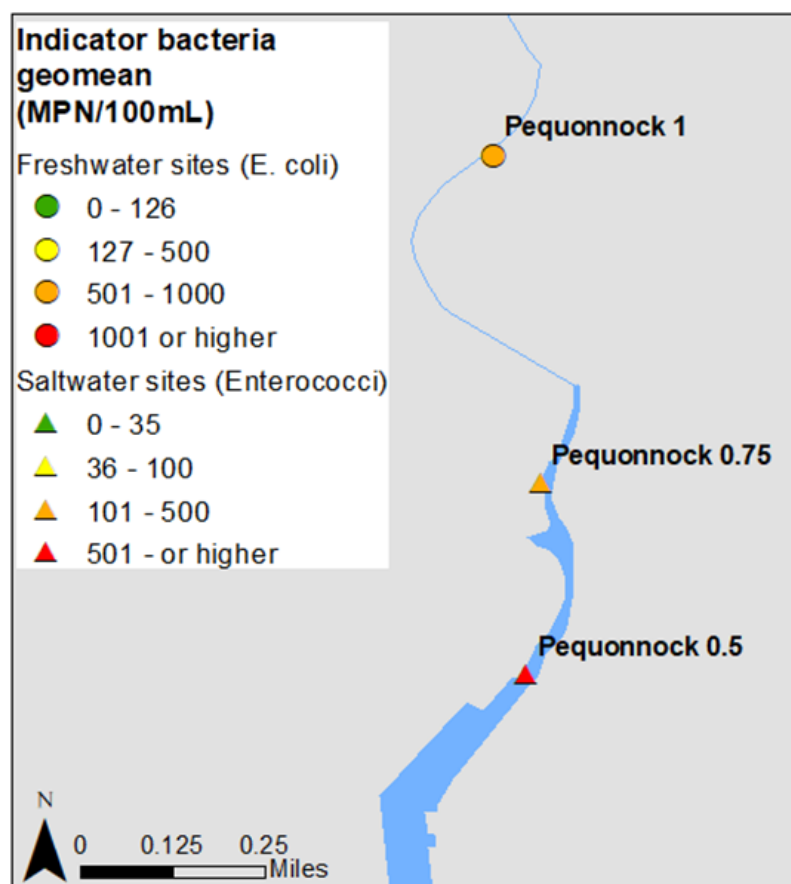 Indicator bacteria
geomean
(MPN/100mL)
Freshwater sites (E. coli)
0 - 126
127 - 500
501 - 1000
1001 or higher
Saltwater sites (Enterococci)
0 - 35
36 - 100
101 - 500
501 - or higher
Pequonnock 1
Pequonnock 0.75
Pequonnock 0.5
N
0 0.125 0.25
Miles